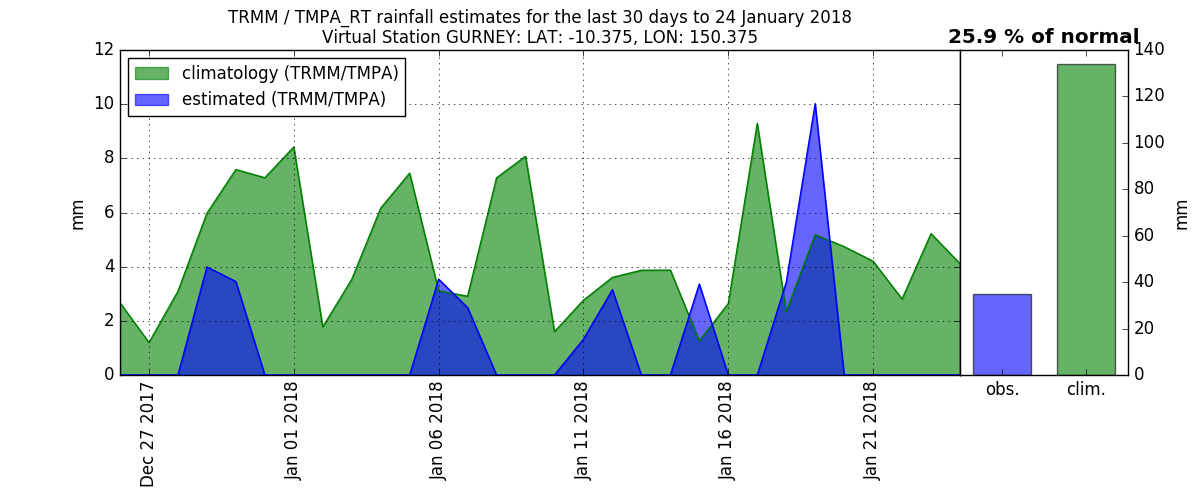 TRMM / TMPA_RT rainfall estimates for the last 30 days to 24 January 2018
Virtual Station GURNEY: LAT: -10.375, LON: 150.375
25.9 % of normal
climatology (TRMM/TMPA)
estimated (TRMM/TMPA)
mm
12
10
8
6
4
2
0
Dec 27 2017
Jan 01 2018
Jan 06 2018
Jan 11 2018
Jan 16 2018
Jan 21 2018
obs.
clim.
140
120
100
80
60
40
20
0
mm